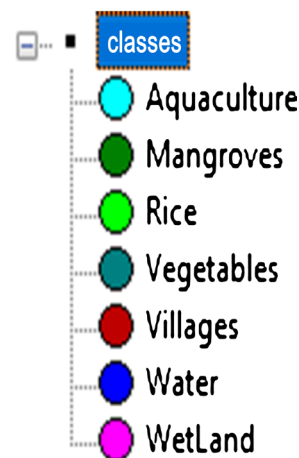 classes
Aquaculture
Mangroves
Rice
Vegetables
Villages
Water
WetLand